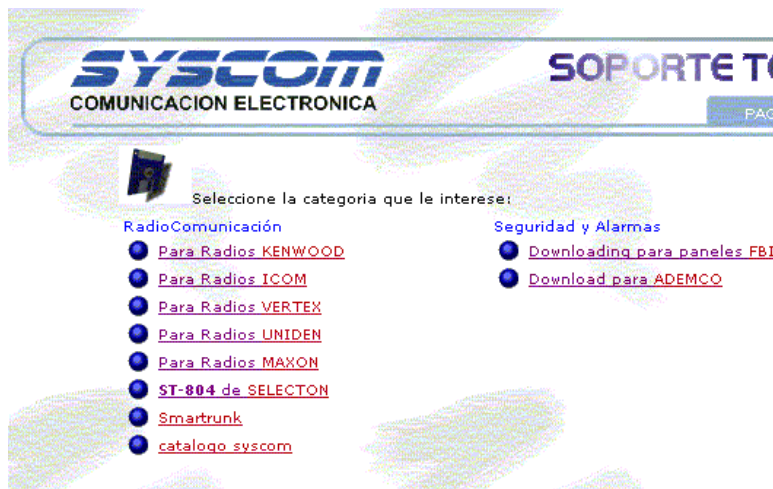 SYSCOM
COMUNICACION ELECTRONICA
SOPORTE
Seleccione la categoria que le interese:
RadioComunicación
Para Radios KENWOOD
Para Radios ICOM
Para Radios VERTEX
Para Radios UNIDEN
Para Radios MAXON
ST-804 de SELECTON
Smartrunk
catalogo syscom
Seguridad y Alarmas
Downloading para paneles FBI
Download para ADEMCO